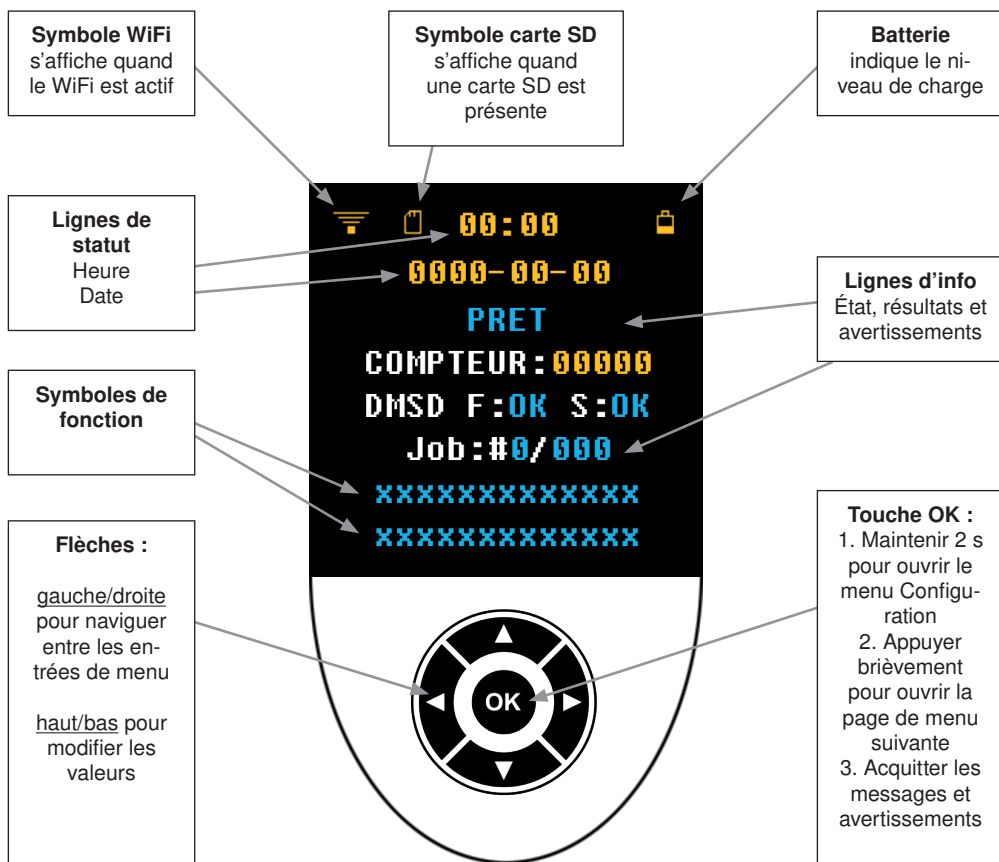 Symbole WiFi
s'affiche quand
le WiFi est actif
Symbole carte SD
s'affiche quand
une carte SD est
présente
Batterie
indique le ni-
veau de charge
Lignes de
statut
Heure
Date
00:00
0000-00-00
PRET
COMPTEUR:00000
DMSD F:OK S:OK
Job:#0/000
xxxxxxxxxxxxx
xxxxxxxxxxxxx
Lignes d'info
État, résultats et
avertissements
Symboles de
fonction
Flèches :
gauche/droite
pour naviguer
entre les en-
trées de menu
haut/bas pour
modifier les
valeurs
OK
Touche OK :
1. Maintenir 2 s
pour ouvrir le
menu Configu-
ration
2. Appuyer
brièvement
pour ouvrir la
page de menu
suivante
3. Acquitter les
messages et
avertissements